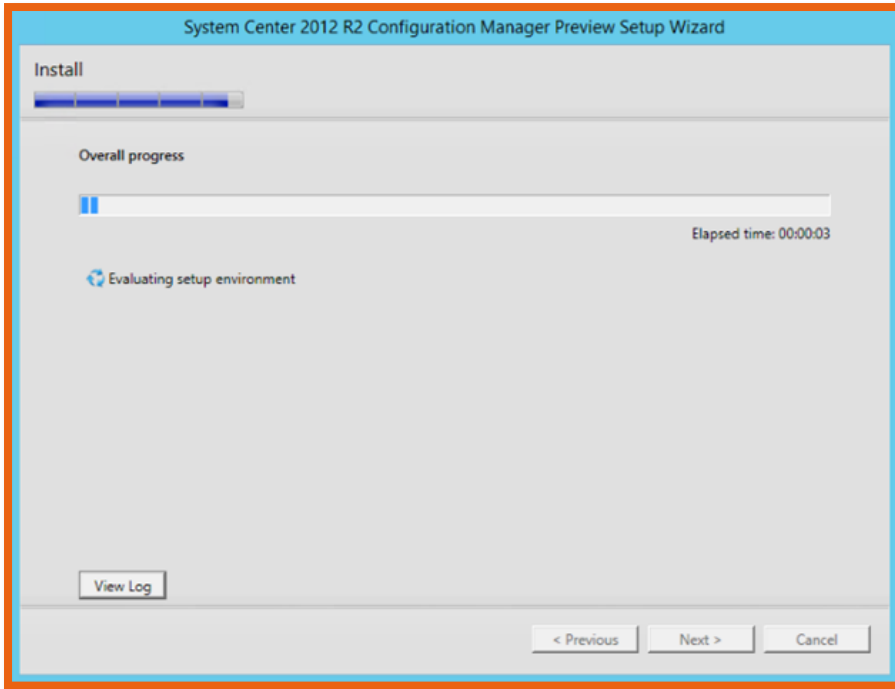 System Center 2012 R2 Configuration Manager Preview Setup Wizard
Install
Overall progress
Elapsed time: 00:00:03
Evaluating setup environment
View Log
< Previous Next > Cancel